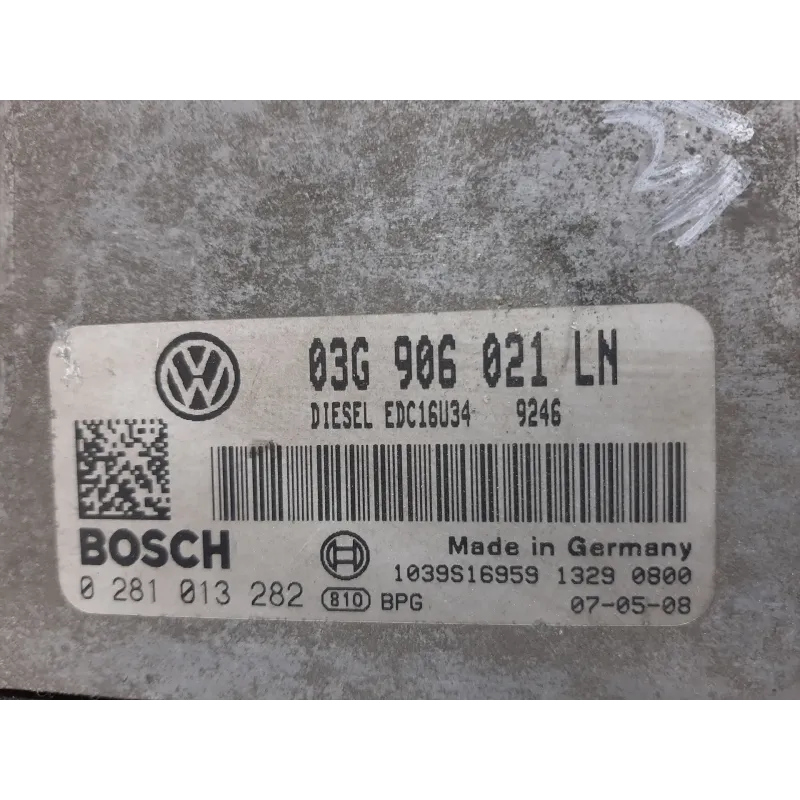 03G 906 021 LN
DIESEL EDC16U34 9246
BOSCH
Made in Germany
1039S16959 1329 0800
0 281 013 282 810 BPG 07-05-08